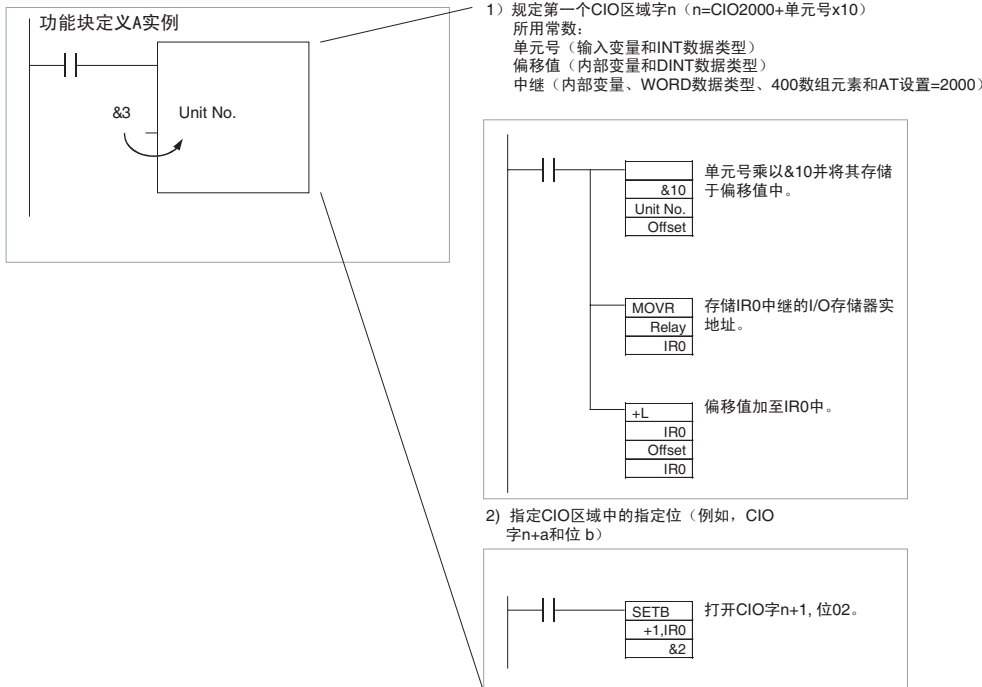 功能块定义A实例
&3
Unit No.
1）规定第一个CIO区域字n（n=CIO2000+单元号x10）
所用常数：
单元号（输入变量和INT数据类型）
偏移值（内部变量和DINT数据类型）
中继（内部变量、WORD数据类型、400数组元素和AT设置=2000）
&10
Unit No.
Offset
单元号乘以&10并将其存储
于偏移值中。
MOVR
Relay
IR0
存储IR0中继的I/O存储器实
地址。
+L
IR0
Offset
IR0
偏移值加至IR0中。
2) 指定CIO区域中的指定位（例如，CIO
字n+a和位 b）
SETB
+1,IR0
&2
打开CIO字n+1, 位02。